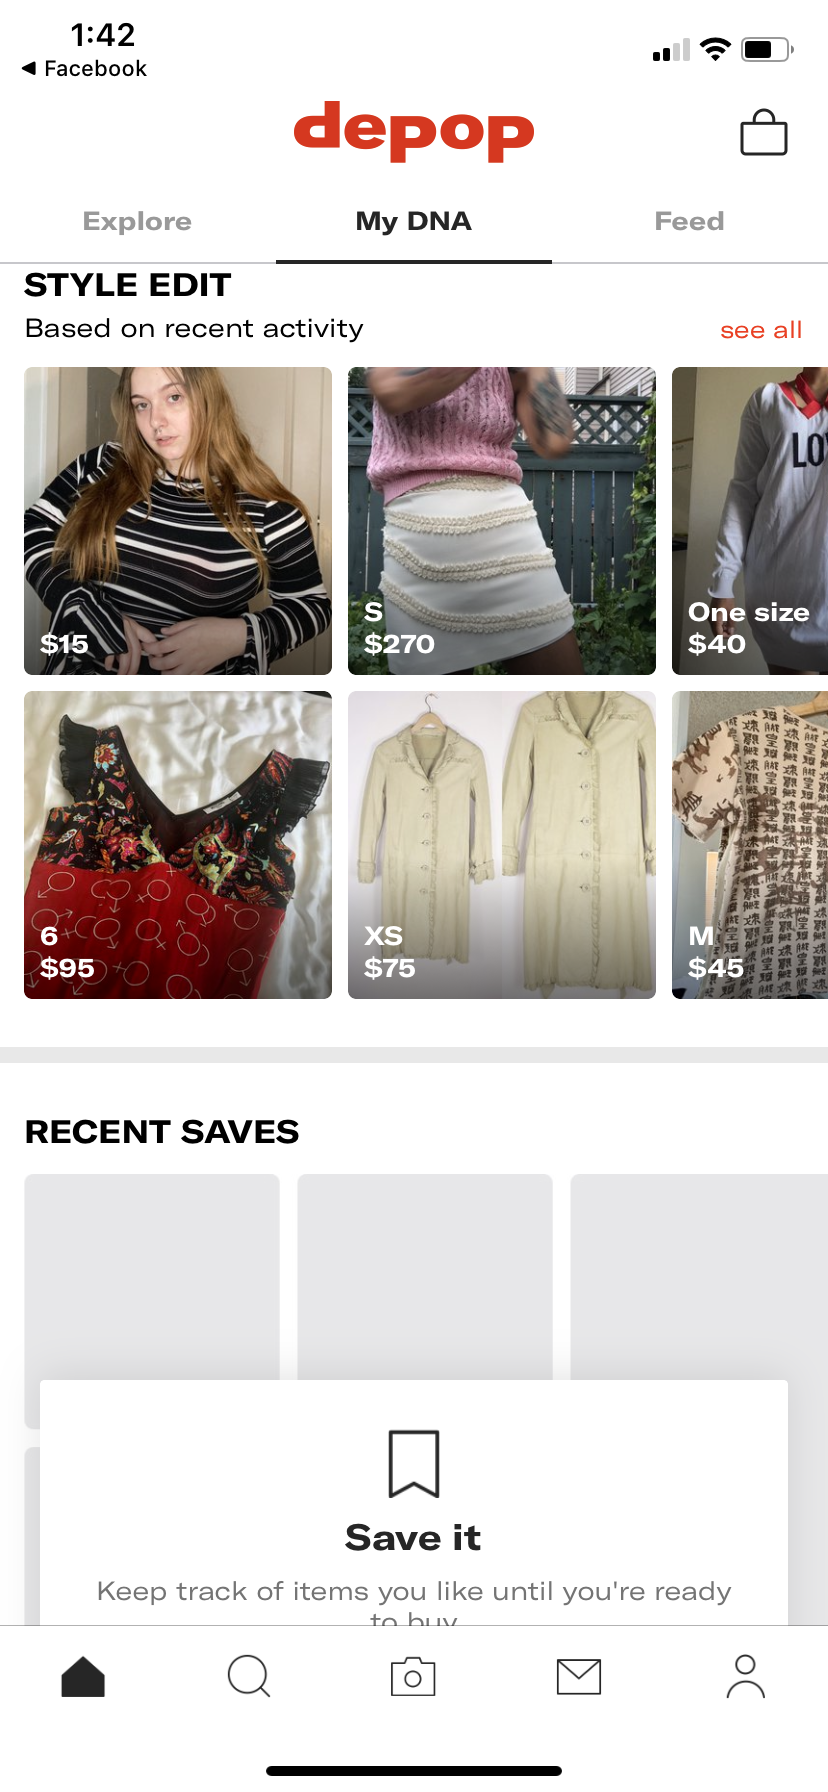 1:42
Facebook
depop
Explore
My DNA
Feed
STYLE EDIT
Based on recent activity
see all
$15
S
$270
LO
One size
$40
6
$95
XS
$75
M
$45
RECENT SAVES
Save it
Keep track of items you like until you're ready
to buy